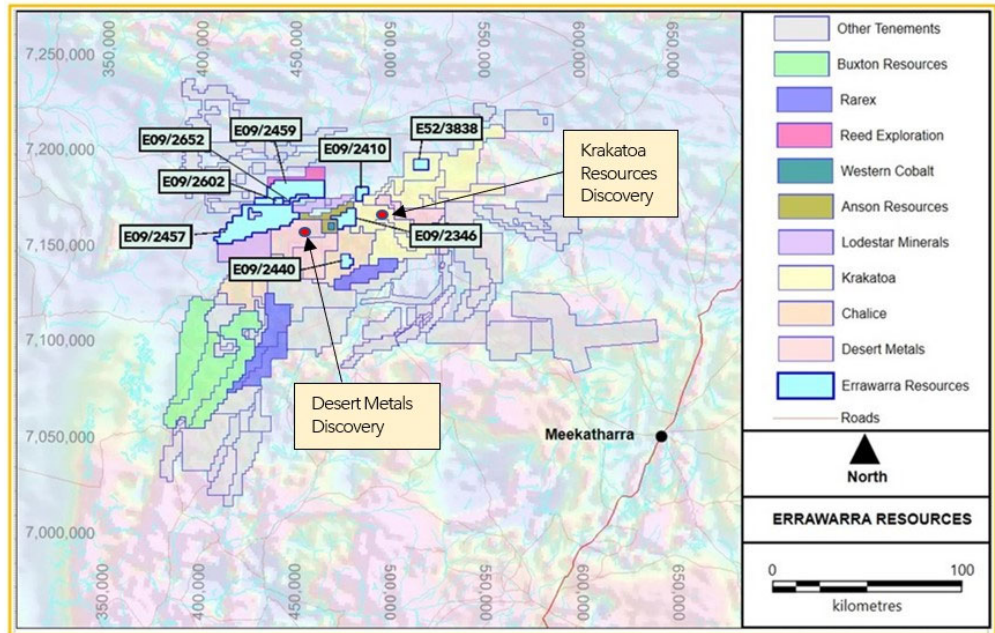 350,000
400,000
450,000
500,000
550,000
600,000
650,000
7,250,000
7,200,000
7,150,000
7,100,000
7,050,000
7,000,000
E09/2459
E09/2652
E09/2410
E52/3838
E09/2602
E09/2457
E09/2346
E09/2440
Krakatoa
Resources
Discovery
Desert Metals
Discovery
Meekatharra
350,000
400,000
450,000
500,000
550,000
600,000
650,000
Other Tenements
Buxton Resources
Rarex
Reed Exploration
Western Cobalt
Anson Resources
Lodestar Minerals
Krakatoa
Chalice
Desert Metals
Errawarra Resources
Roads
North
ERRAWARRA RESOURCES
0 100
kilometres